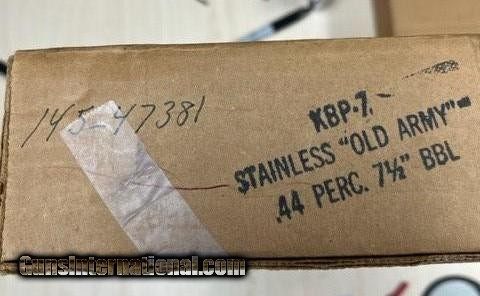 145-47381
KBP-7
STAINLESS "OLD ARMY"-
.44 PERC. 7½" BBL
GunsInternational.com